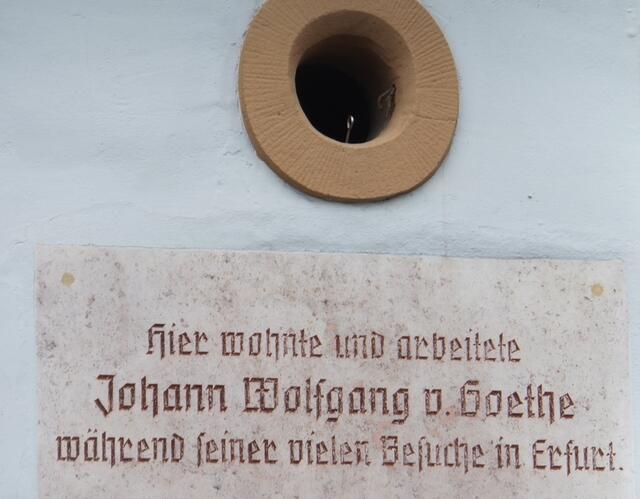 Hier wohnte und arbeitete
Johann Wolfgang v. Goethe
während seiner vielen Besuche in Erfurt.